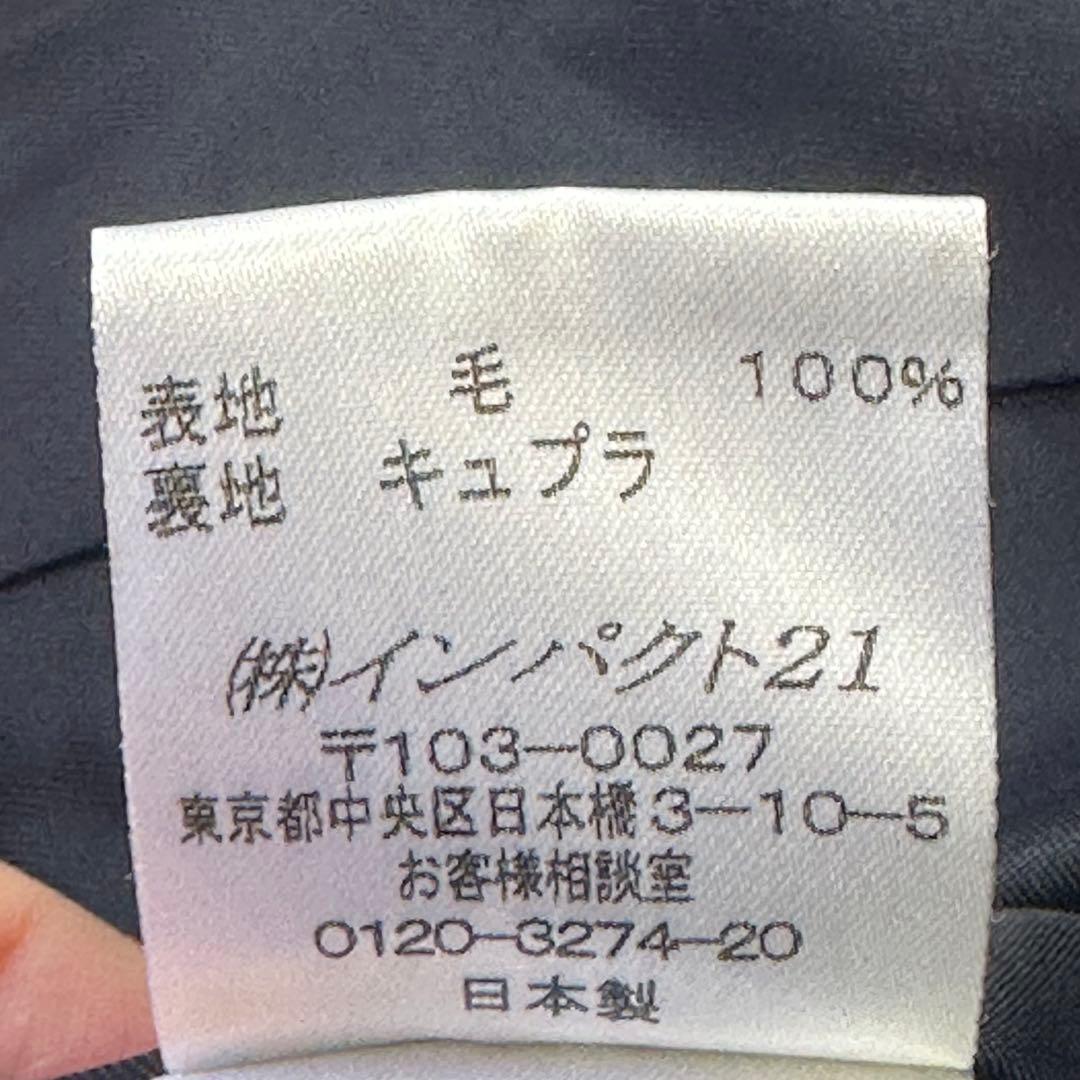 表地 毛 100%
裏地 キュプラ
㈱インパクト21
〒103-0027
東京都中央区日本橋3-10-5
お客様相談室
0120-3274-20
日本製